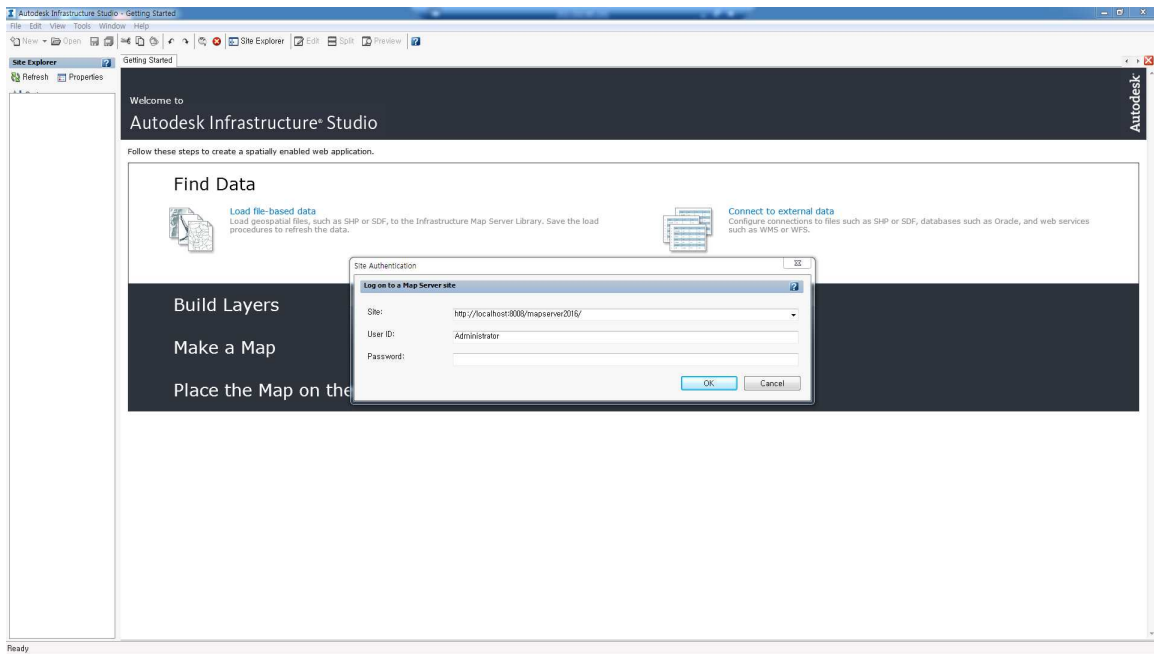 Autodesk Infrastructure Studio - Getting Started
File Edit View Tools Window Help
New Open Site Explorer Edit Split Preview
Site Explorer
Getting Started
Refresh Properties
Welcome to
Autodesk Infrastructure® Studio
Autodesk
Follow these steps to create a spatially enabled web application.
Find Data
Load file-based data
Load geospatial files, such as SHP or SDF, to the Infrastructure Map Server Library. Save the load
procedures to refresh the data.
Connect to external data
Configure connections to files such as SHP or SDF, databases such as Oracle, and web services
such as WMS or WFS.
Site Authentication
Log on to a Map Server site
Site: http://localhost:8008/mapserver2016/
User ID: Administrator
Password:
OK Cancel
Build Layers
Make a Map
Place the Map on the
Ready